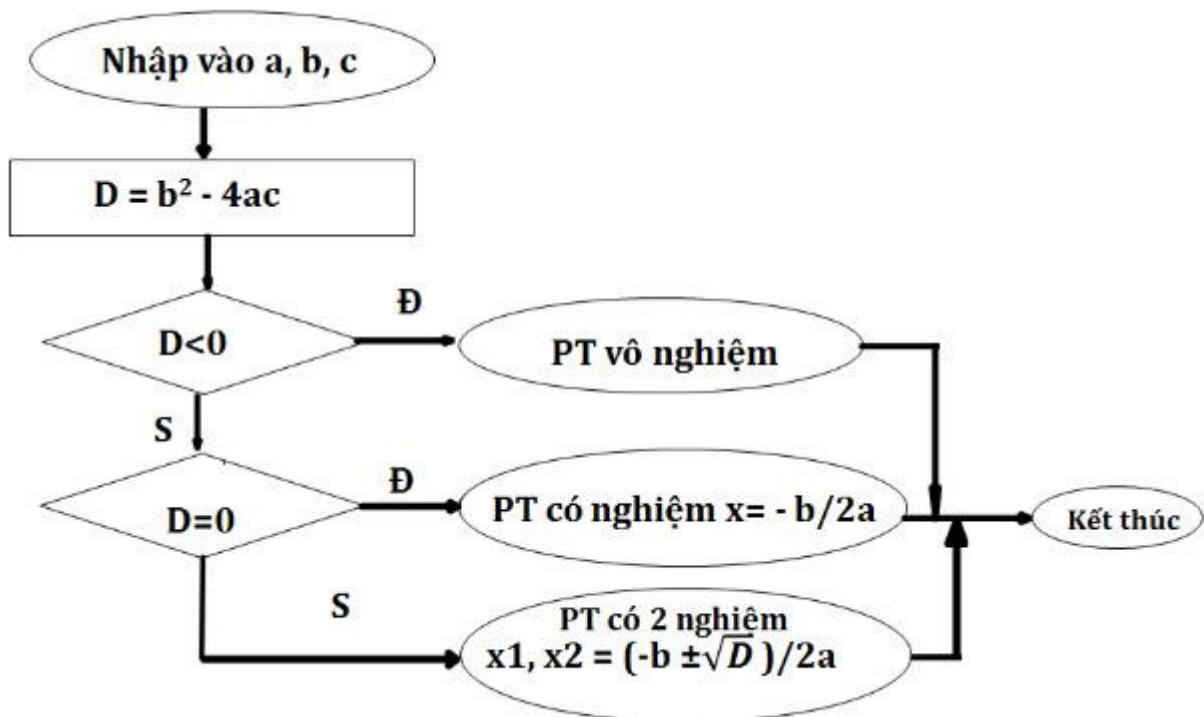 Nhập vào a, b, c
D = b² - 4ac
D<0
Đ
PT vô nghiệm
S
D=0
Đ
PT có nghiệm x= - b/2a
Kết thúc
S
PT có 2 nghiệm
x1, x2 = (-b ±√D )/2a